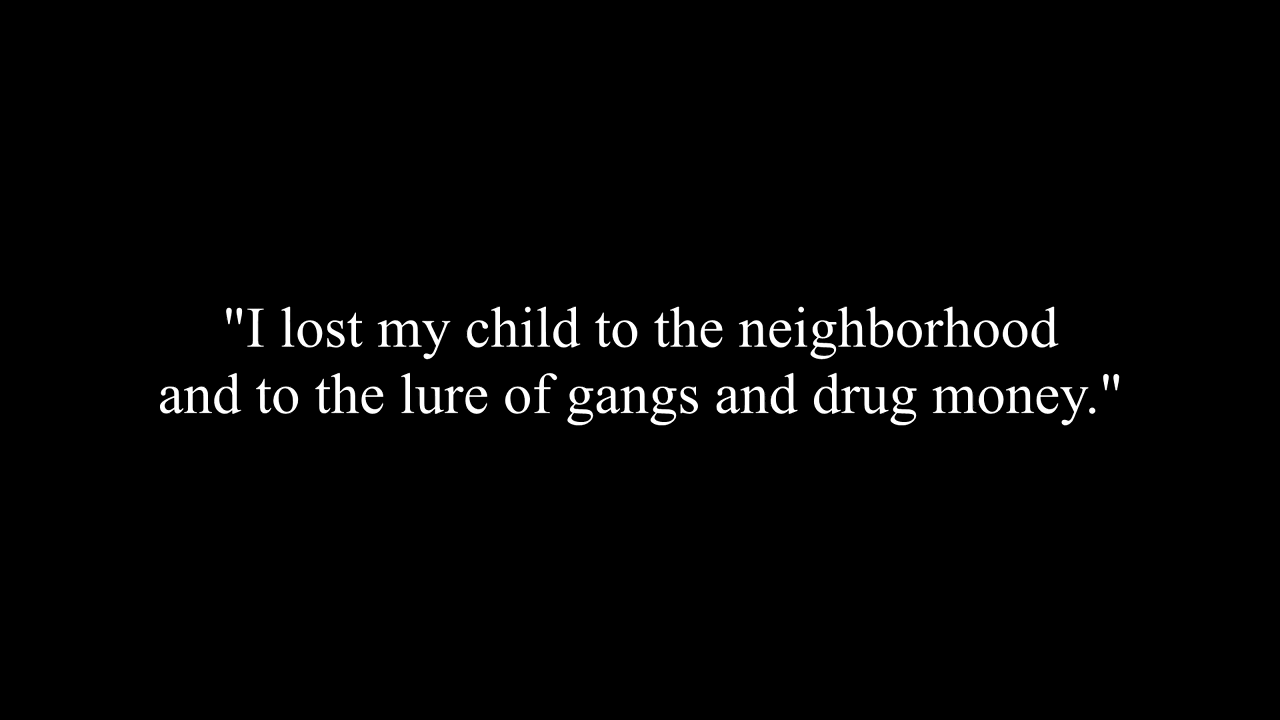 "I lost my child to the neighborhood
and to the lure of gangs and drug money."